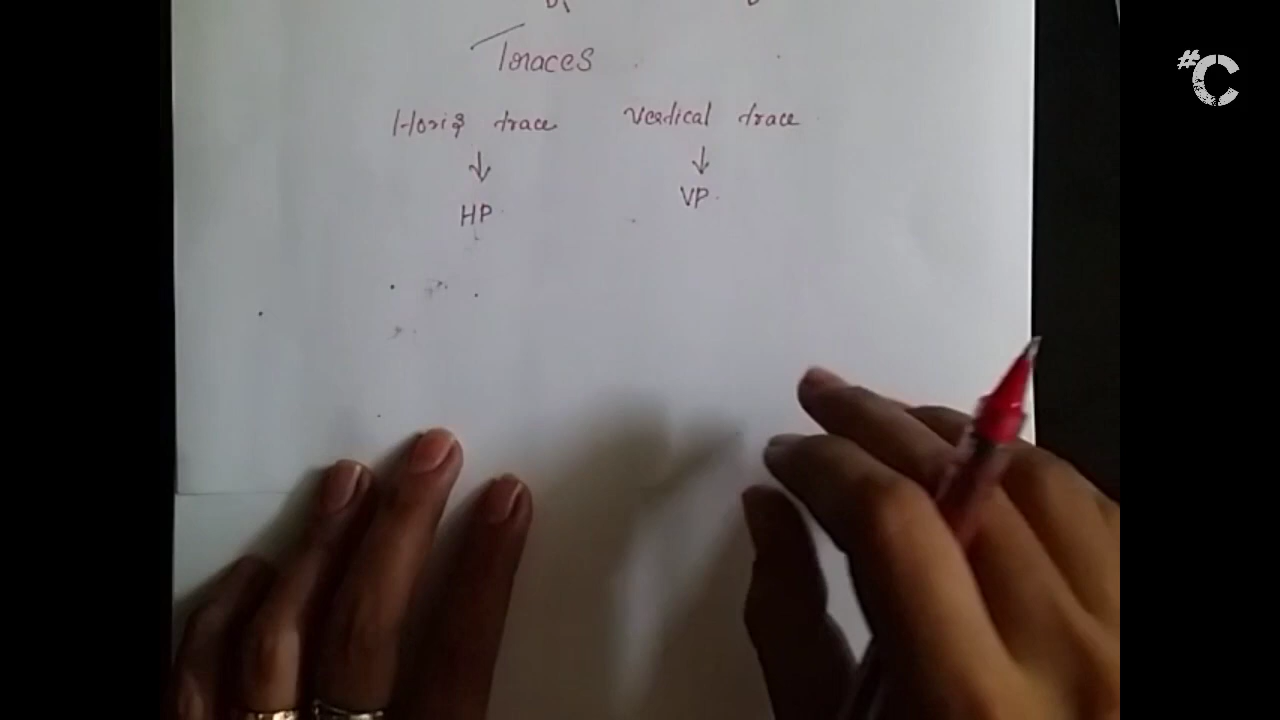 Traces
Horiz trace Vertical trace
↓ ↓
HP VP
#C